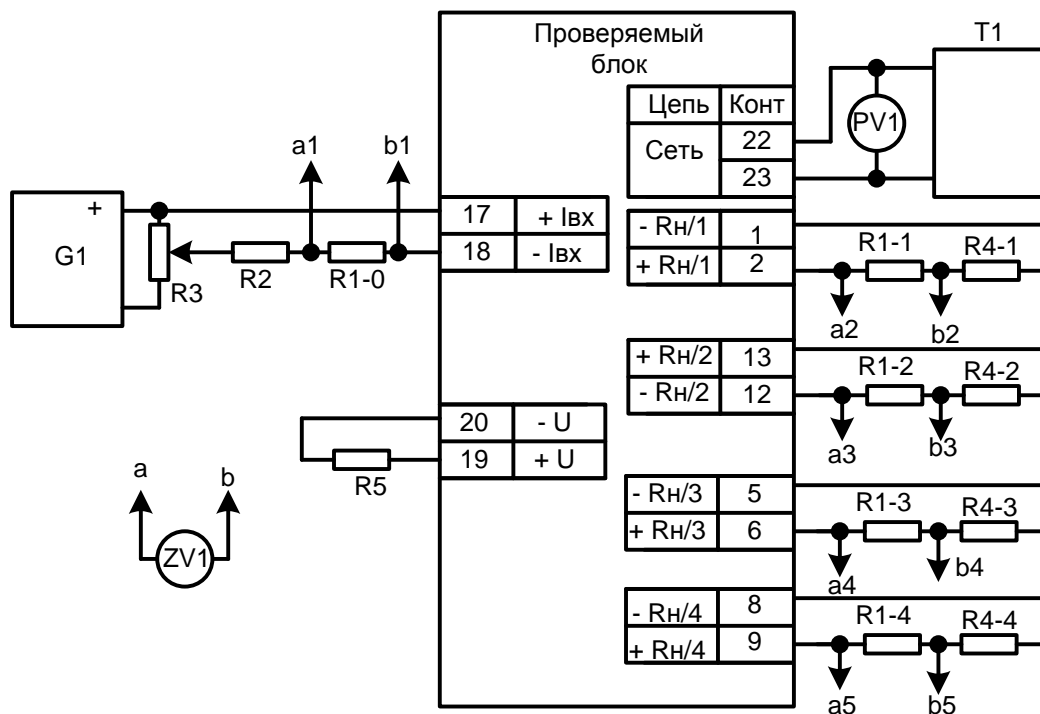 Проверяемый
блок
T1
Цепь Конт
Сеть 22
23
PV1
a1 b1
+
G1
R3
R2
R1-0
17 + Iвх
18 - Iвх
- Rн/1 1
+ Rн/1 2
R1-1 R4-1
a2 b2
+ Rн/2 13
- Rн/2 12
R1-2 R4-2
a3 b3
20 - U
19 + U
R5
a b
ZV1
- Rн/3 5
+ Rн/3 6
R1-3 R4-3
a4 b4
- Rн/4 8
+ Rн/4 9
R1-4 R4-4
a5 b5